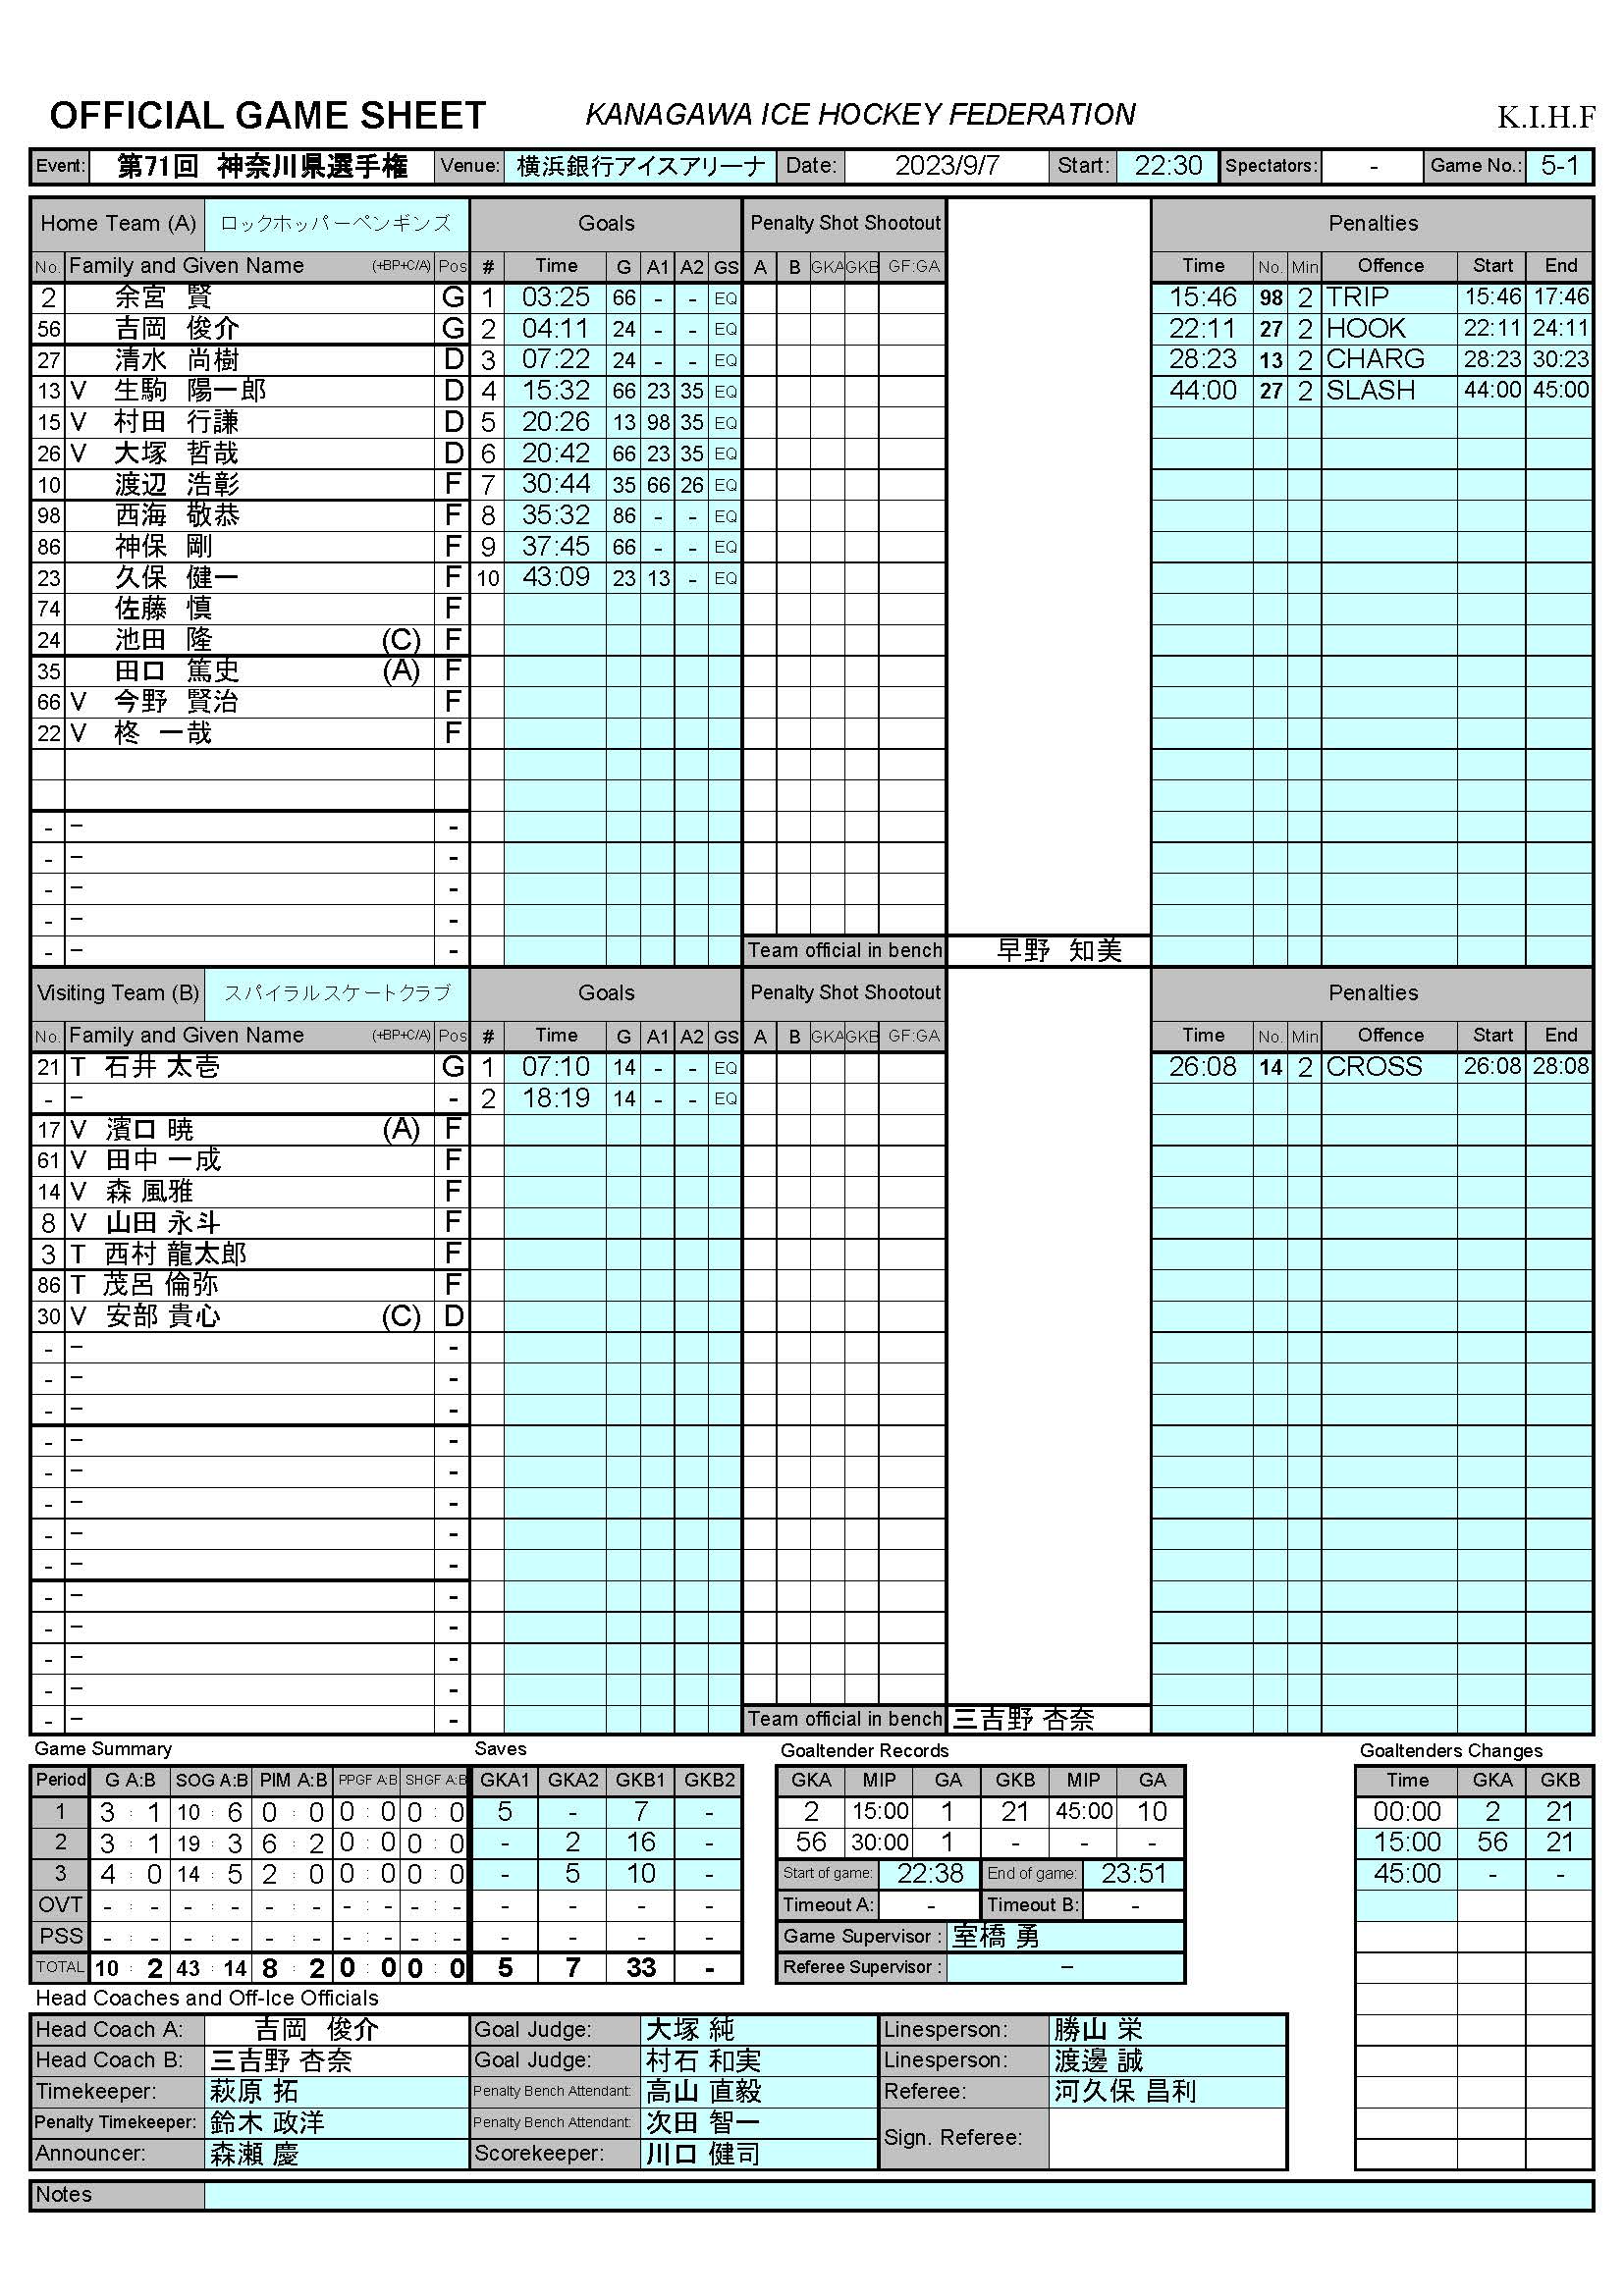 OFFICIAL GAME SHEET KANAGAWA ICE HOCKEY FEDERATION K.I.H.F
Event: 第71回 神奈川県選手権 Venue: 横浜銀行アイスアリーナ Date: 2023/9/7 Start: 22:30 Spectators: - Game No.: 5-1
Home Team (A) ロックホッパーペンギンズ Goals Penalty Shot Shootout Penalties
No. Family and Given Name (+BP+C/A) Pos # Time G A1 A2 GS A B GKA GKB GF:GA Time No. Min Offence Start End
2 余宮 賢 G 1 03:25 66 - - EQ 15:46 98 2 TRIP 15:46 17:46
56 吉岡 俊介 G 2 04:11 24 - - EQ 22:11 27 2 HOOK 22:11 24:11
27 清水 尚樹 D 3 07:22 24 - - EQ 28:23 13 2 CHARG 28:23 30:23
13 V 生駒 陽一郎 D 4 15:32 66 23 35 EQ 44:00 27 2 SLASH 44:00 45:00
15 V 村田 行謙 D 5 20:26 13 98 35 EQ
26 V 大塚 哲哉 D 6 20:42 66 23 35 EQ
10 渡辺 浩彰 F 7 30:44 35 66 26 EQ
98 西海 敬恭 F 8 35:32 86 - - EQ
86 神保 剛 F 9 37:45 66 - - EQ
23 久保 健一 F 10 43:09 23 13 - EQ
74 佐藤 慎 F
24 池田 隆 (C) F
35 田口 篤史 (A) F
66 V 今野 賢治 F
22 V 柊 一哉 F
- – -
- – -
- – -
- – -
- – - Team official in bench 早野 知美
Visiting Team (B) スパイラルスケートクラブ Goals Penalty Shot Shootout Penalties
No. Family and Given Name (+BP+C/A) Pos # Time G A1 A2 GS A B GKA GKB GF:GA Time No. Min Offence Start End
21 T 石井 太壱 G 1 07:10 14 - - EQ 26:08 14 2 CROSS 26:08 28:08
- – - 2 18:19 14 - - EQ
17 V 濱口 暁 (A) F
61 V 田中 一成 F
14 V 森 風雅 F
8 V 山田 永斗 F
3 T 西村 龍太郎 F
86 T 茂呂 倫弥 F
30 V 安部 貴心 (C) D
- – -
- – -
- – -
- – -
- – -
- – -
- – -
- – -
- – -
- – -
- – -
- – -
- – - Team official in bench 三吉野 杏奈
Game Summary Saves Goaltender Records Goaltenders Changes
Period G A:B SOG A:B PIM A:B PPGF A:B SHGF A:B GKA1 GKA2 GKB1 GKB2 GKA MIP GA GKB MIP GA Time GKA GKB
1 3 : 1 10 : 6 0 : 0 0 : 0 0 : 0 5 - 7 - 2 15:00 1 21 45:00 10 00:00 2 21
2 3 : 1 19 : 3 6 : 2 0 : 0 0 : 0 - 2 16 - 56 30:00 1 - - - 15:00 56 21
3 4 : 0 14 : 5 2 : 0 0 : 0 0 : 0 - 5 10 - Start of game: 22:38 End of game: 23:51 45:00 - -
OVT - : - - : - - : - - : - - : - - - - - Timeout A: - Timeout B: -
PSS - : - - : - - : - - : - - : - - - - - Game Supervisor : 室橋 勇
TOTAL 10 : 2 43 : 14 8 : 2 0 : 0 0 : 0 5 7 33 - Referee Supervisor : –
Head Coaches and Off-Ice Officials
Head Coach A: 吉岡 俊介 Goal Judge: 大塚 純 Linesperson: 勝山 栄
Head Coach B: 三吉野 杏奈 Goal Judge: 村石 和実 Linesperson: 渡邊 誠
Timekeeper: 萩原 拓 Penalty Bench Attendant: 高山 直毅 Referee: 河久保 昌利
Penalty Timekeeper: 鈴木 政洋 Penalty Bench Attendant: 次田 智一 Sign. Referee:
Announcer: 森瀬 慶 Scorekeeper: 川口 健司
Notes